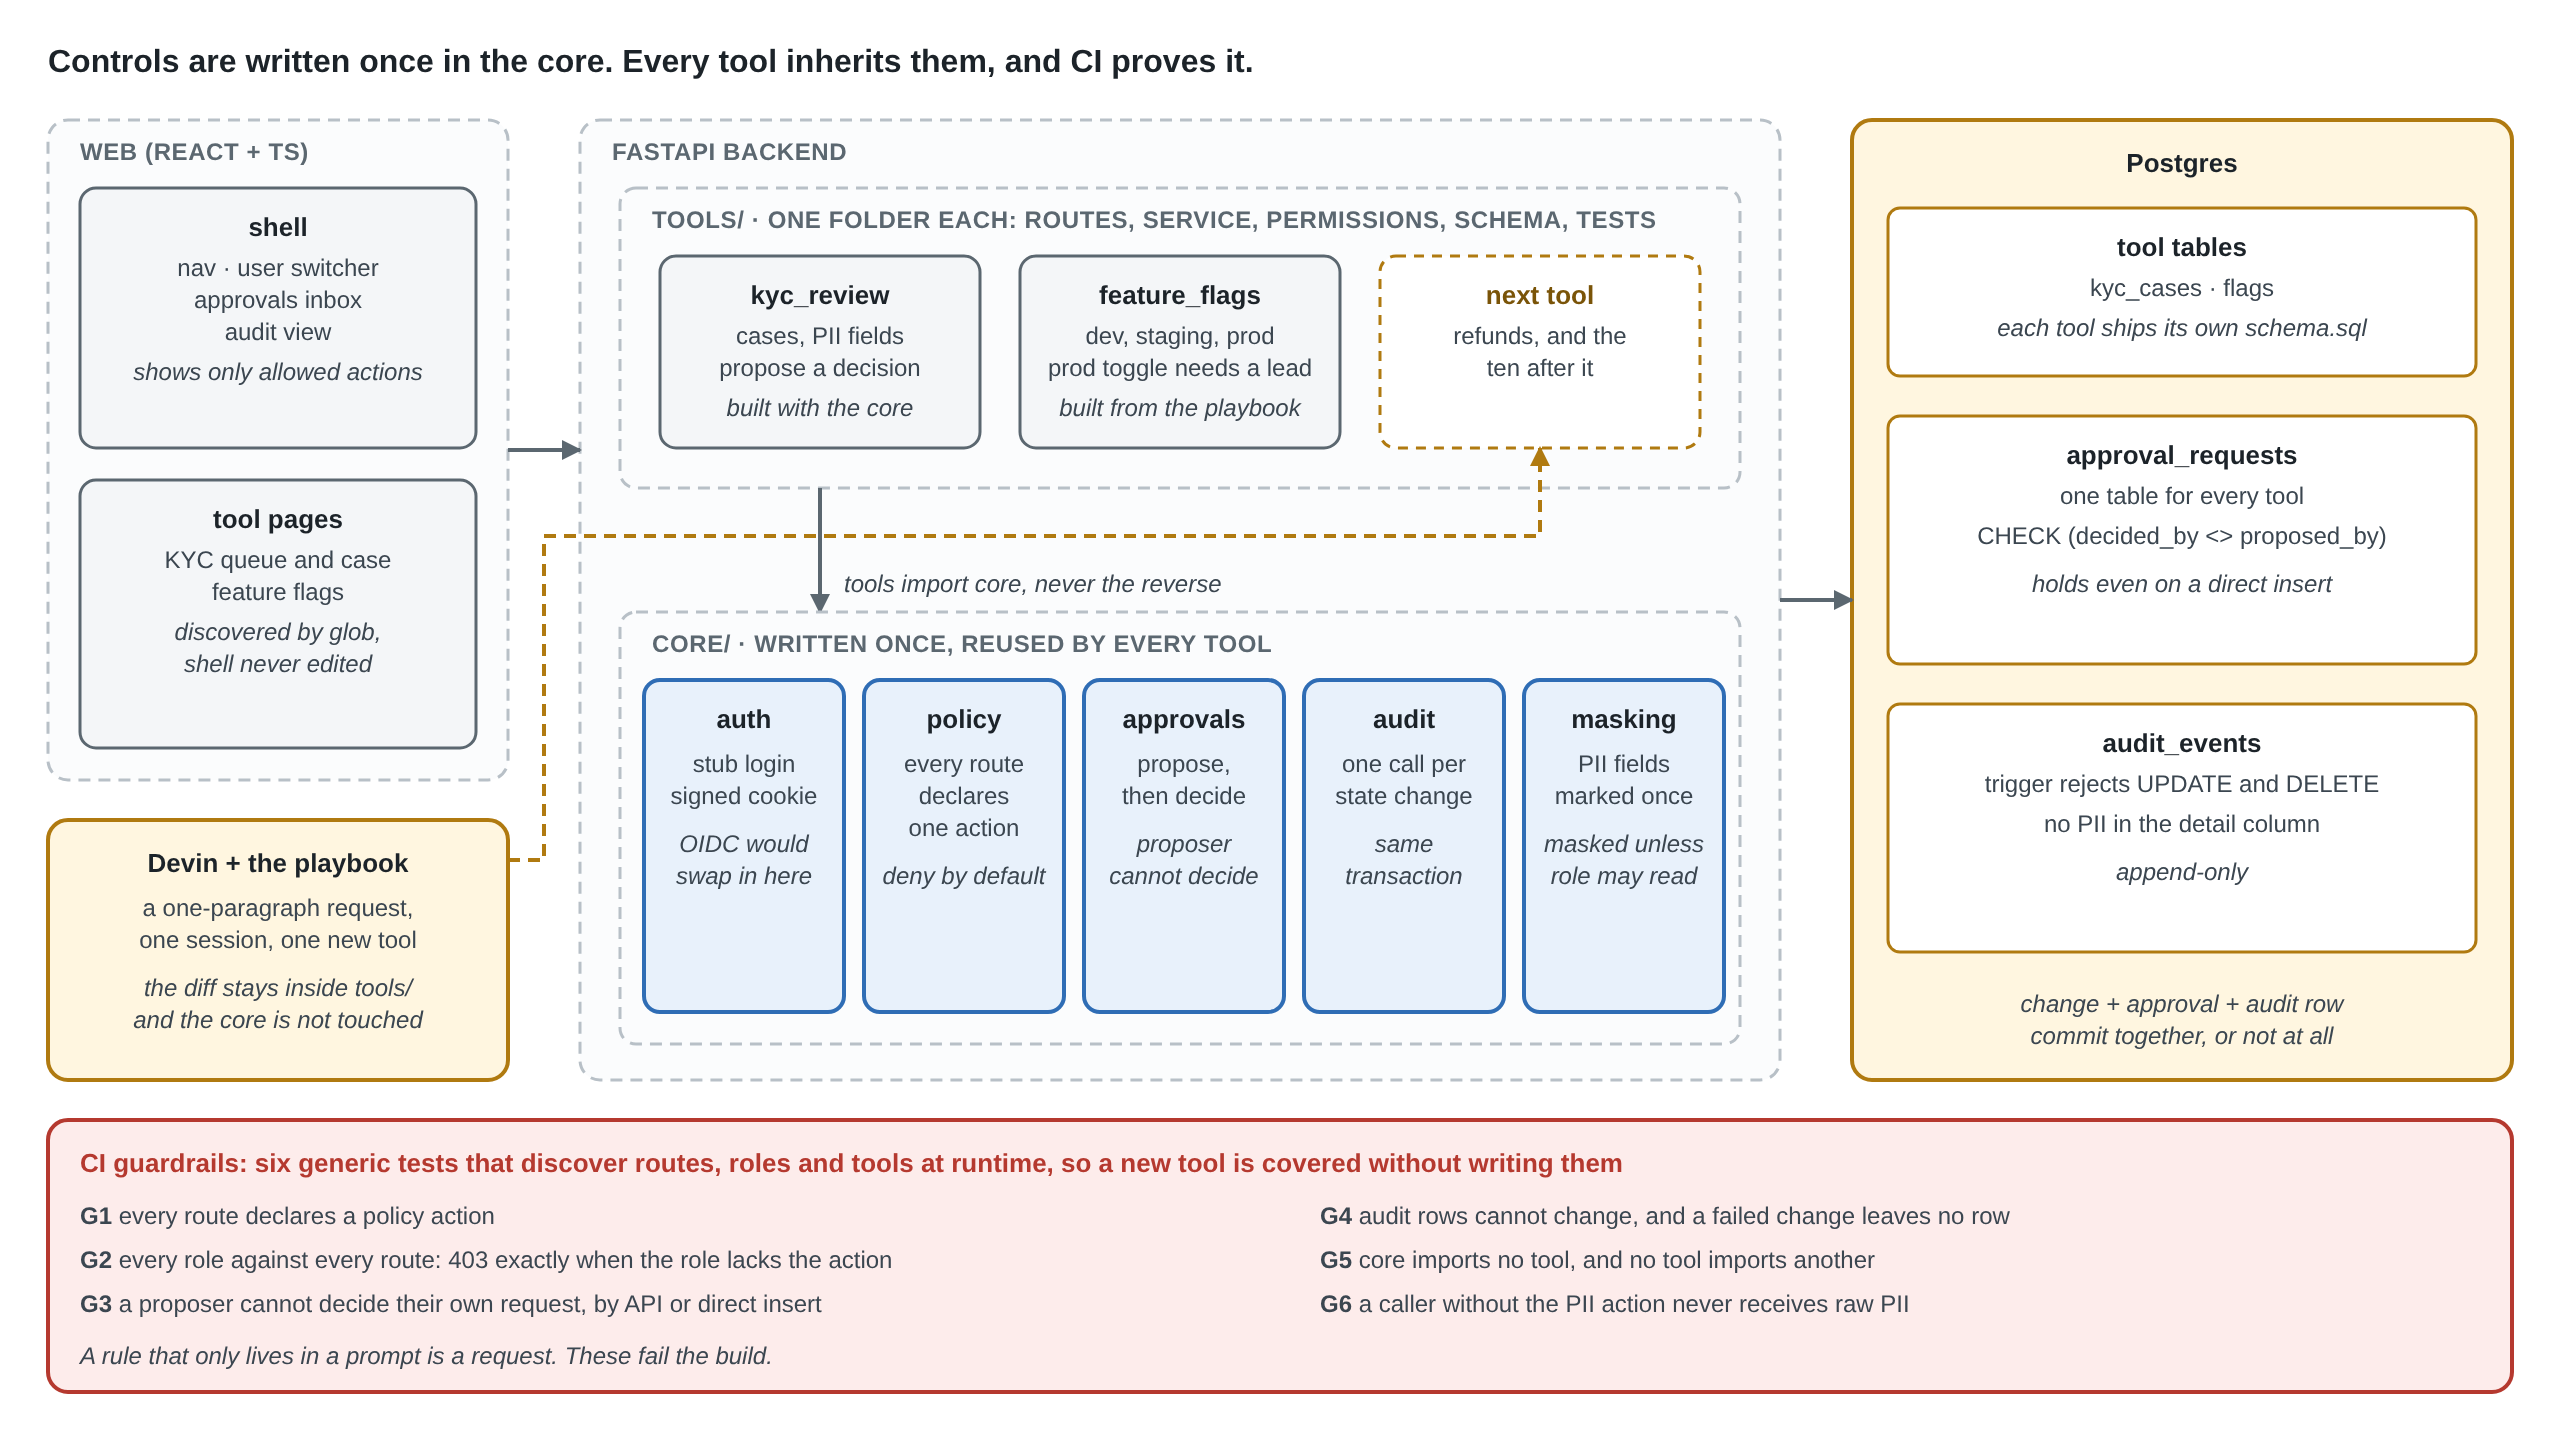 Controls are written once in the core. Every tool inherits them, and CI proves it.
WEB (REACT + TS)
shell
nav · user switcher
approvals inbox
audit view
shows only allowed actions
tool pages
KYC queue and case
feature flags
discovered by glob,
shell never edited
Devin + the playbook
a one-paragraph request,
one session, one new tool
the diff stays inside tools/
and the core is not touched
FASTAPI BACKEND
TOOLS/ · ONE FOLDER EACH: ROUTES, SERVICE, PERMISSIONS, SCHEMA, TESTS
kyc_review
cases, PII fields
propose a decision
built with the core
feature_flags
dev, staging, prod
prod toggle needs a lead
built from the playbook
next tool
refunds, and the
ten after it
tools import core, never the reverse
CORE/ · WRITTEN ONCE, REUSED BY EVERY TOOL
auth
stub login
signed cookie
OIDC would
swap in here
policy
every route
declares
one action
deny by default
approvals
propose,
then decide
proposer
cannot decide
audit
one call per
state change
same
transaction
masking
PII fields
marked once
masked unless
role may read
Postgres
tool tables
kyc_cases · flags
each tool ships its own schema.sql
approval_requests
one table for every tool
CHECK (decided_by <> proposed_by)
holds even on a direct insert
audit_events
trigger rejects UPDATE and DELETE
no PII in the detail column
append-only
change + approval + audit row
commit together, or not at all
CI guardrails: six generic tests that discover routes, roles and tools at runtime, so a new tool is covered without writing them
G1 every route declares a policy action
G2 every role against every route: 403 exactly when the role lacks the action
G3 a proposer cannot decide their own request, by API or direct insert
G4 audit rows cannot change, and a failed change leaves no row
G5 core imports no tool, and no tool imports another
G6 a caller without the PII action never receives raw PII
A rule that only lives in a prompt is a request. These fail the build.